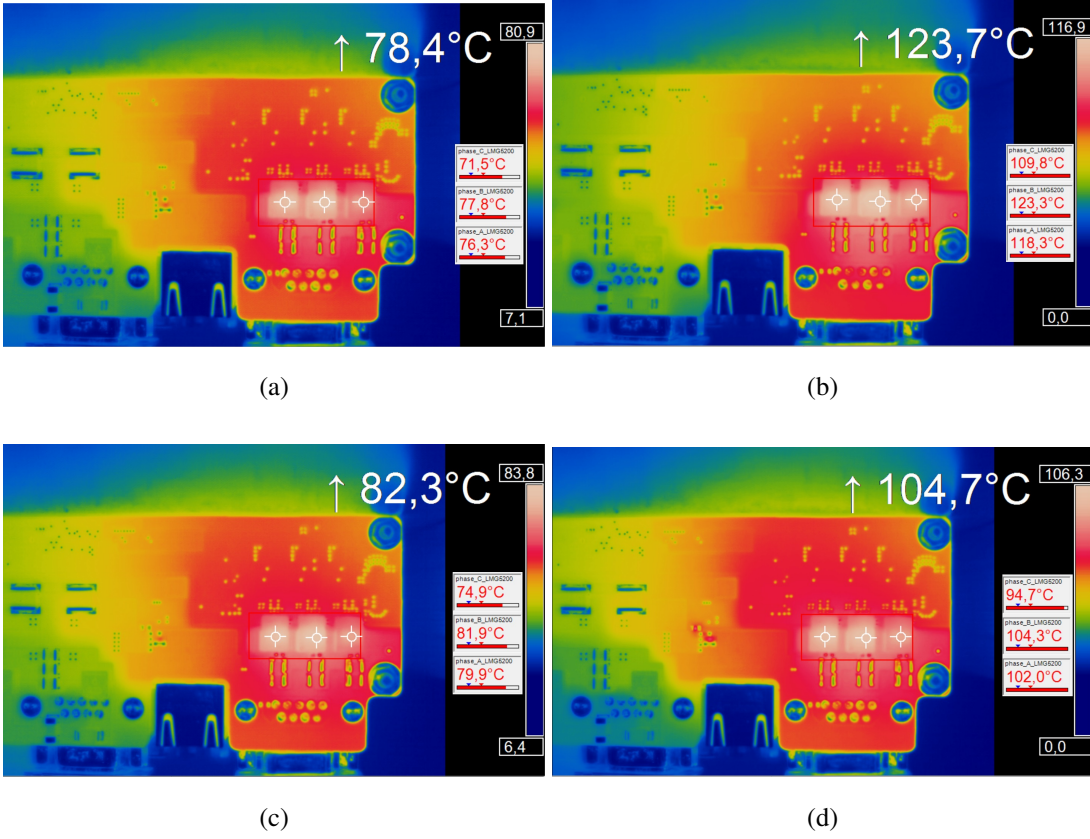 ↑ 78,4°C
80,9
phase_C_LMG5200
71,5°C
phase_B_LMG5200
77,8°C
phase_A_LMG5200
76,3°C
7,1
(a)
↑ 123,7°C
116,9
phase_C_LMG5200
109,8°C
phase_B_LMG5200
123,3°C
phase_A_LMG5200
118,3°C
0,0
(b)
↑ 82,3°C
83,8
phase_C_LMG5200
74,9°C
phase_B_LMG5200
81,9°C
phase_A_LMG5200
79,9°C
6,4
(c)
↑ 104,7°C
106,3
phase_C_LMG5200
94,7°C
phase_B_LMG5200
104,3°C
phase_A_LMG5200
102,0°C
0,0
(d)